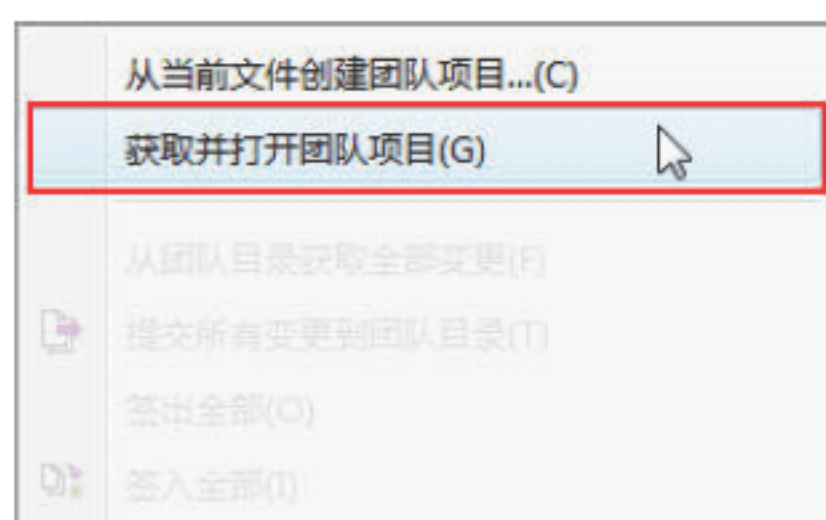 从当前文件创建团队项目...(C)
获取并打开团队项目(G)
从团队目录获取全部变更(F)
提交所有变更到团队目录(T)
签出全部(O)
签入全部(I)